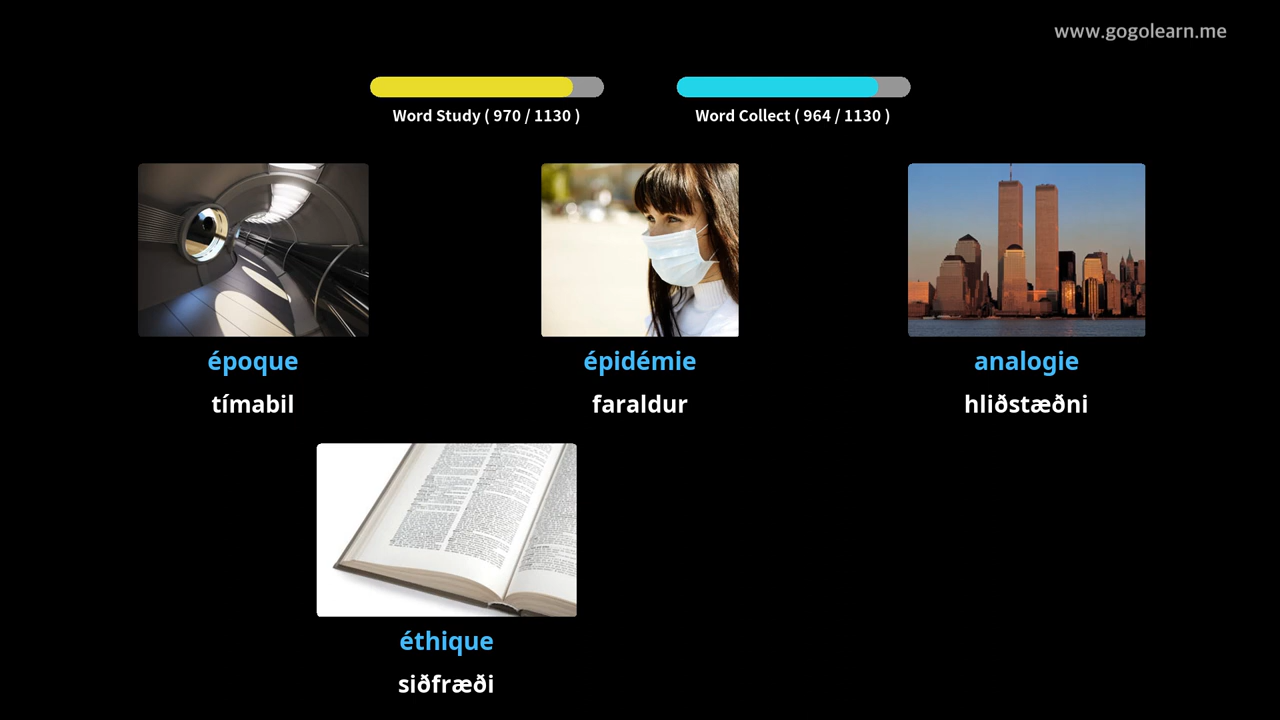 www.gogolearn.me
Word Study ( 970 / 1130 )
Word Collect ( 964 / 1130 )
époque
tímabil
épidémie
faraldur
analogie
hliðstæðni
éthique
siðfræði